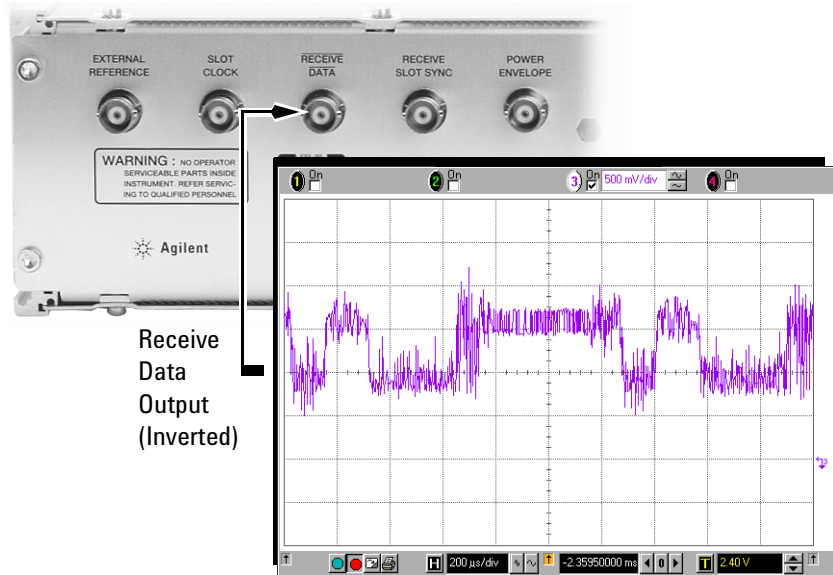 EXTERNAL
REFERENCE
SLOT
CLOCK
RECEIVE
DATA
RECEIVE
SLOT SYNC
POWER
ENVELOPE
WARNING : NO OPERATOR
SERVICEABLE PARTS INSIDE
INSTRUMENT. REFER SERVIC-
ING TO QUALIFIED PERSONNEL
Agilent
1 On
2 On
3 On 500 mV/div
4 On
Receive
Data
Output
(Inverted)
H 200 µs/div -2.35950000 ms 0 T 2.40 V